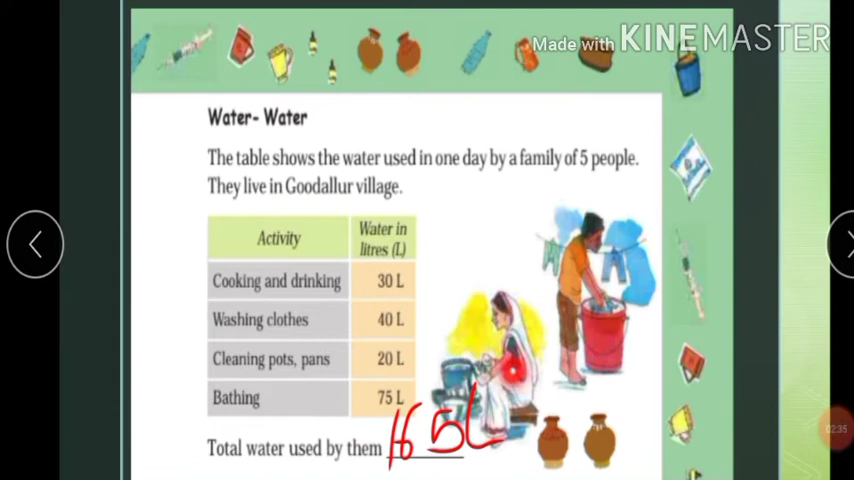 Made with KINEMASTER
Water- Water
The table shows the water used in one day by a family of 5 people.
They live in Goodallur village.
Activity Water in litres (L)
Cooking and drinking 30 L
Washing clothes 40 L
Cleaning pots, pans 20 L
Bathing 75 L
Total water used by them 165L
02:35